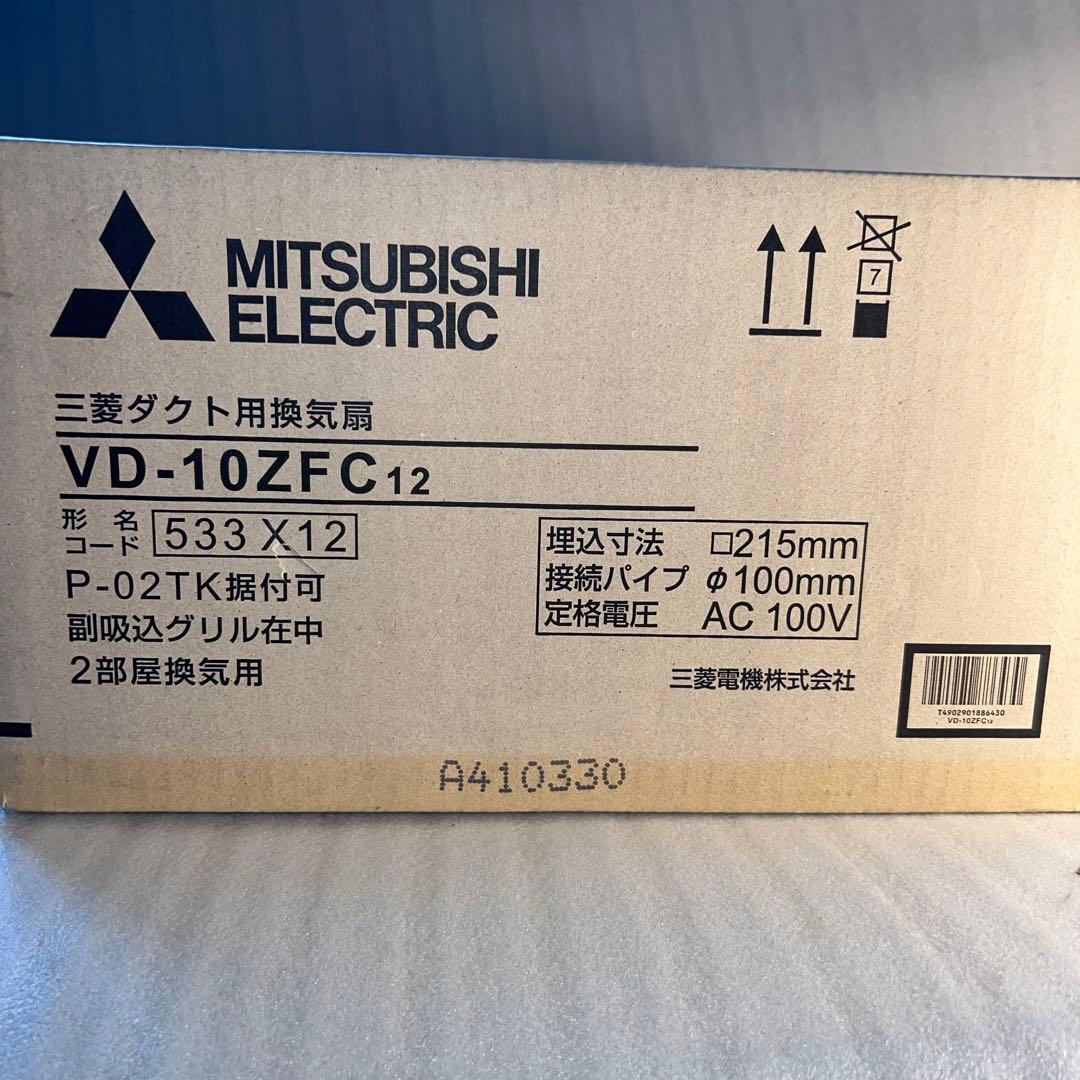 MITSUBISHI
ELECTRIC
7
三菱ダクト用換気扇
VD-10ZFC12
形名
コード 533 X12
P-02TK据付可
副吸込グリル在中
2部屋換気用
埋込寸法 □215mm
接続パイプ φ100mm
定格電圧 AC 100V
三菱電機株式会社
T4902901886430
VD-10ZFC12
A410330